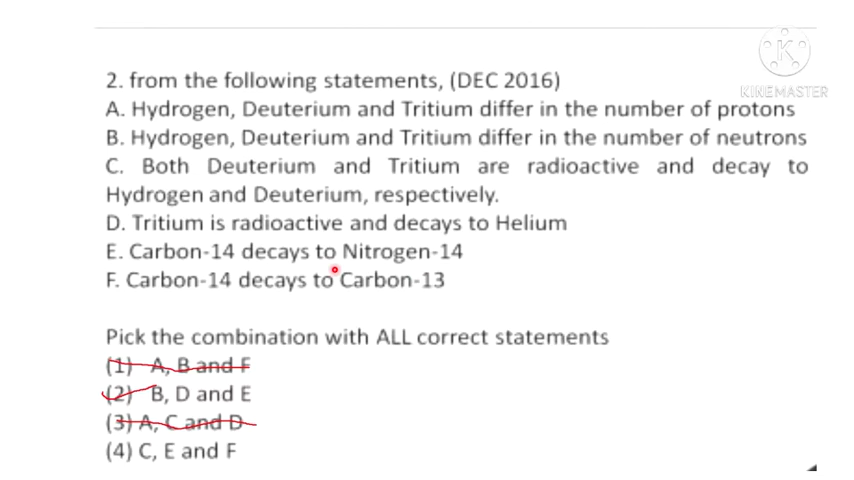 K
KINEMASTER
2. from the following statements, (DEC 2016)
A. Hydrogen, Deuterium and Tritium differ in the number of protons
B. Hydrogen, Deuterium and Tritium differ in the number of neutrons
C. Both Deuterium and Tritium are radioactive and decay to
Hydrogen and Deuterium, respectively.
D. Tritium is radioactive and decays to Helium
E. Carbon-14 decays to Nitrogen-14
F. Carbon-14 decays to Carbon-13
Pick the combination with ALL correct statements
(1) A, B and F
(2) B, D and E
(3) A, C and D
(4) C, E and F